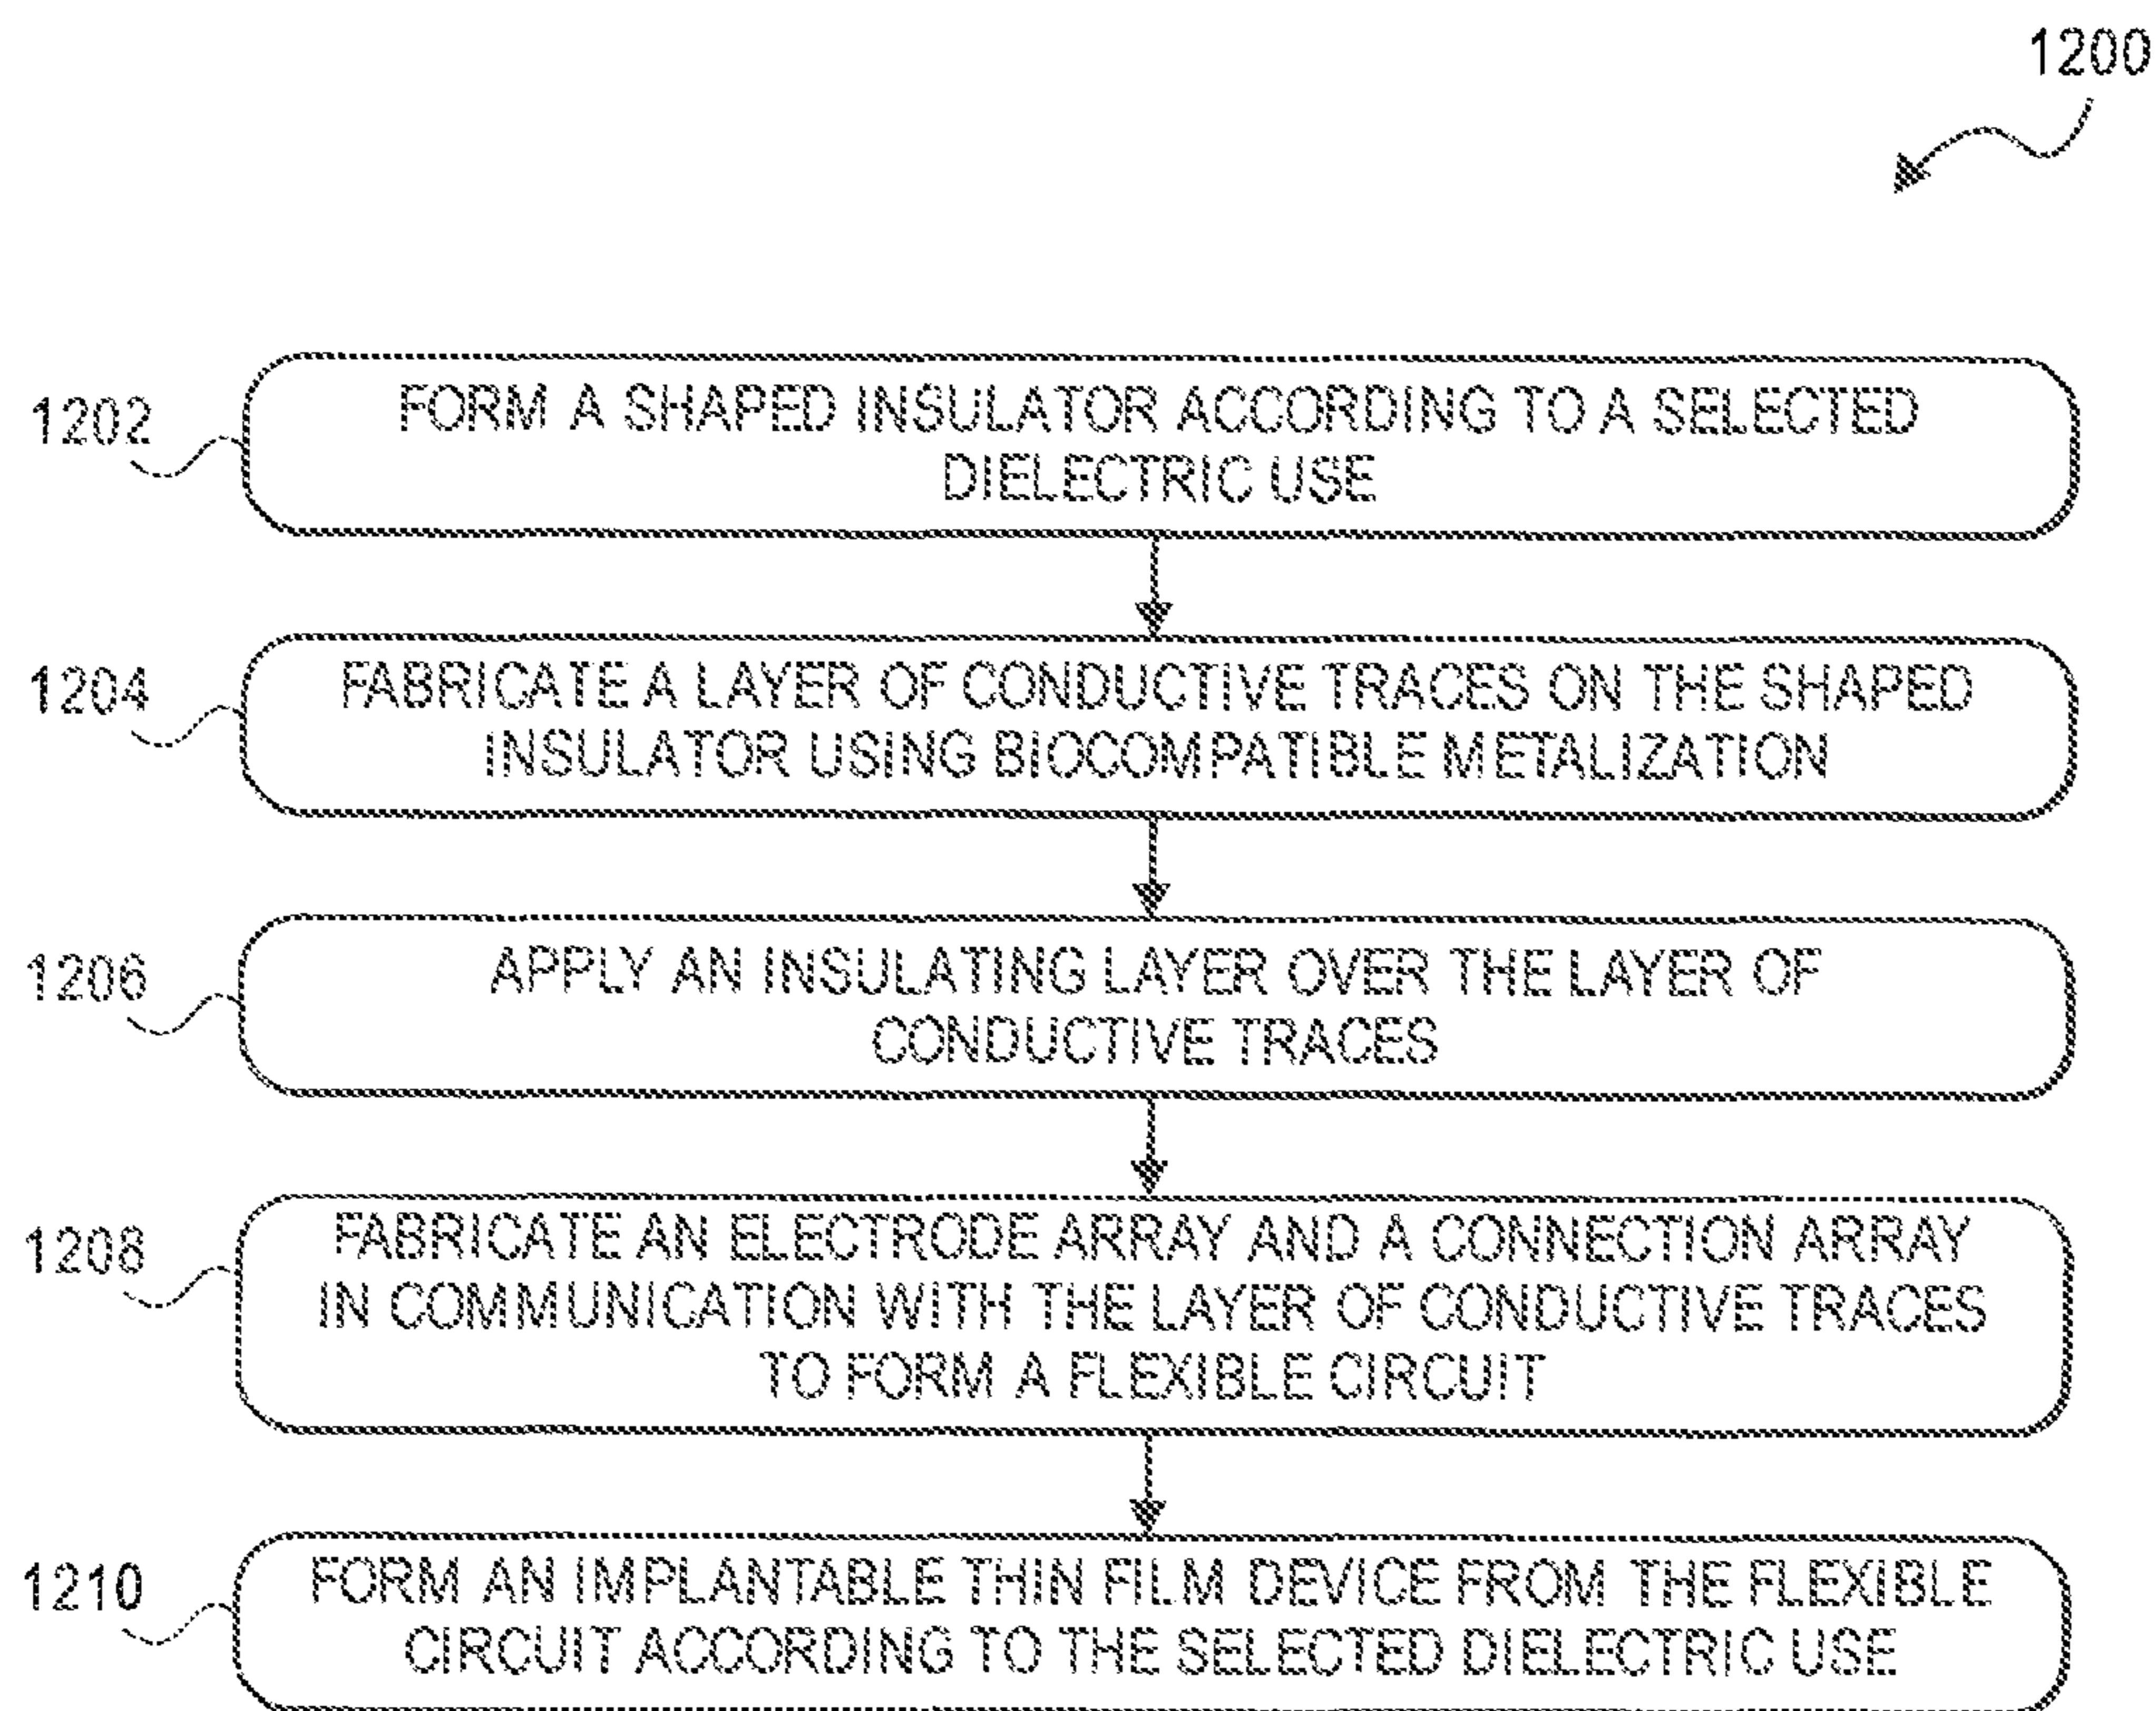 1200
1202
FORM A SHAPED INSULATOR ACCORDING TO A SELECTED
DIELECTRIC USE
1204
FABRICATE A LAYER OF CONDUCTIVE TRACES ON THE SHAPED
INSULATOR USING BIOCOMPATIBLE METALIZATION
1206
APPLY AN INSULATING LAYER OVER THE LAYER OF
CONDUCTIVE TRACES
1208
FABRICATE AN ELECTRODE ARRAY AND A CONNECTION ARRAY
IN COMMUNICATION WITH THE LAYER OF CONDUCTIVE TRACES
TO FORM A FLEXIBLE CIRCUIT
1210
FORM AN IMPLANTABLE THIN FILM DEVICE FROM THE FLEXIBLE
CIRCUIT ACCORDING TO THE SELECTED DIELECTRIC USE